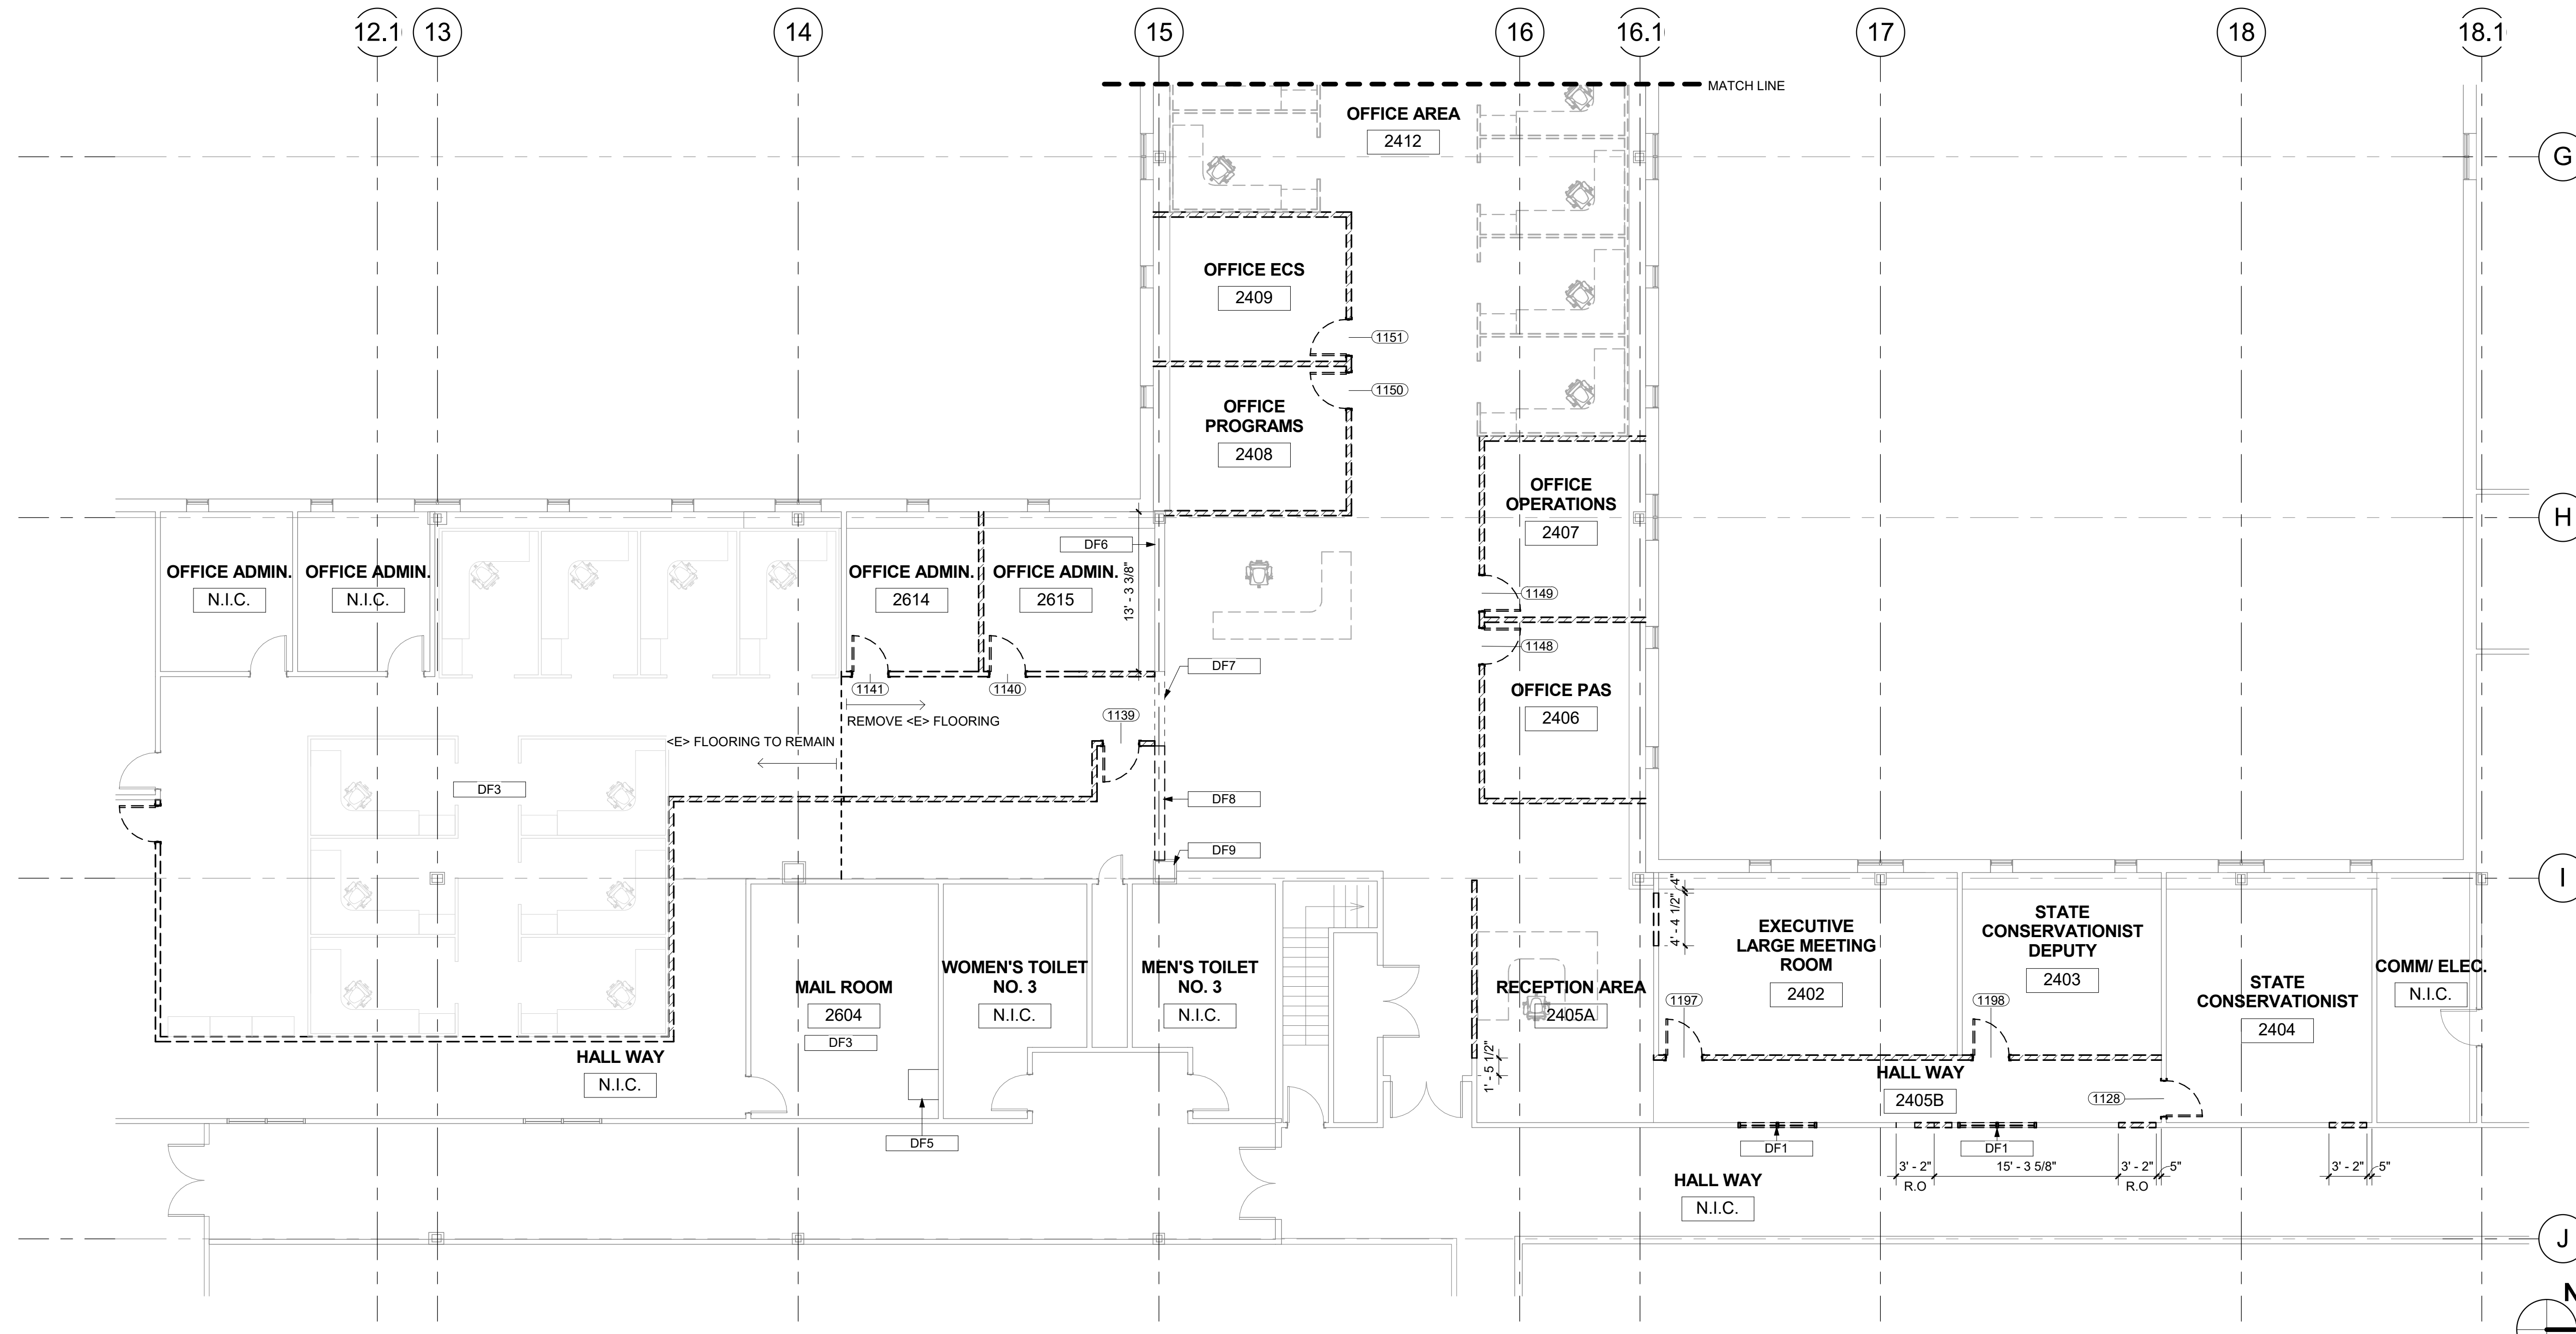 12.1
13
14
15
16
16.1
17
18
18.1
MATCH LINE
OFFICE AREA
2412
G
OFFICE ECS
2409
1151
1150
OFFICE
PROGRAMS
2408
OFFICE
OPERATIONS
2407
H
DF6
OFFICE ADMIN.
N.I.C.
OFFICE ADMIN.
N.I.C.
OFFICE ADMIN.
2614
OFFICE ADMIN.
2615
13' - 3 3/8"
1149
1148
DF7
1141
1140
OFFICE PAS
2406
1139
REMOVE <E> FLOORING
<E> FLOORING TO REMAIN
DF3
DF8
DF9
I
4"
4' - 4 1/2"
EXECUTIVE
LARGE MEETING
ROOM
2402
STATE
CONSERVATIONIST
DEPUTY
2403
STATE
CONSERVATIONIST
2404
COMM/ ELEC.
N.I.C.
MAIL ROOM
2604
DF3
WOMEN'S TOILET
NO. 3
N.I.C.
MEN'S TOILET
NO. 3
N.I.C.
RECEPTION AREA
2405A
1197
1198
1' - 5 1/2"
HALL WAY
N.I.C.
HALL WAY
2405B
1128
DF5
DF1
DF1
3' - 2"
R.O
15' - 3 5/8"
3' - 2"
R.O
5"
3' - 2"
5"
HALL WAY
N.I.C.
J
N